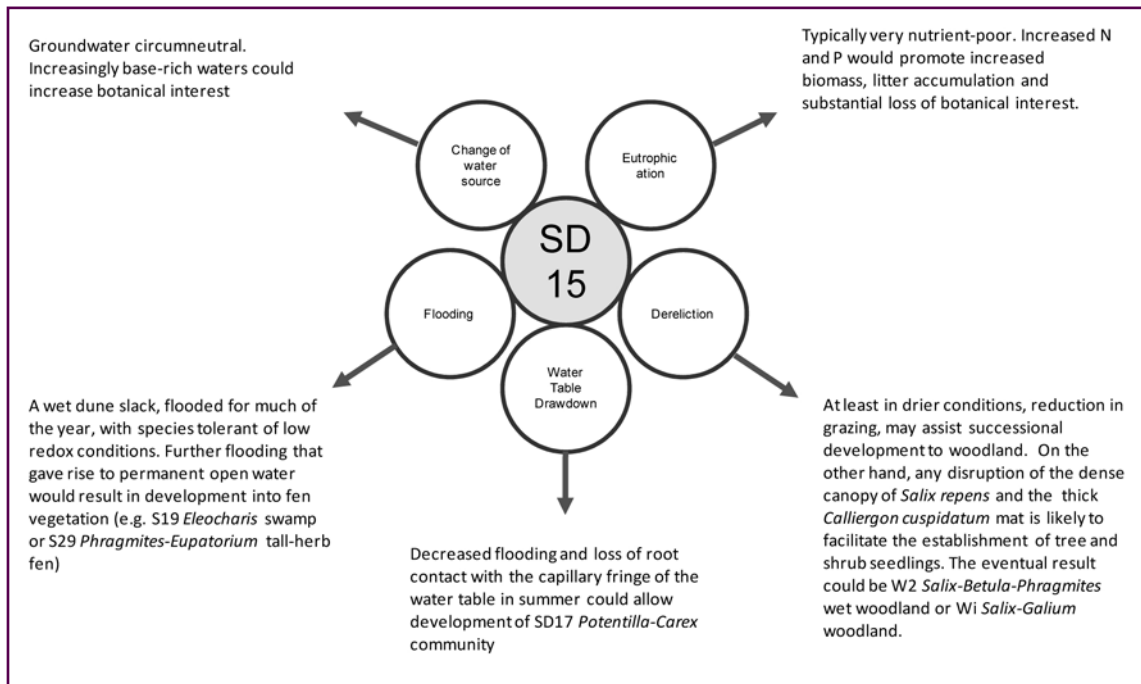 Groundwater circumneutral.
Increasingly base-rich waters could
increase botanical interest
Typically very nutrient-poor. Increased N
and P would promote increased
biomass, litter accumulation and
substantial loss of botanical interest.
Change of
water
source
Eutrophic
ation
SD
15
Flooding
Dereliction
Water
Table
Drawdown
A wet dune slack, flooded for much of
the year, with species tolerant of low
redox conditions. Further flooding that
gave rise to permanent open water
would result in development into fen
vegetation (e.g. S19 Eleocharis swamp
or S29 Phragmites-Eupatorium tall-herb
fen)
Decreased flooding and loss of root
contact with the capillary fringe of the
water table in summer could allow
development of SD17 Potentilla-Carex
community
At least in drier conditions, reduction in
grazing, may assist successional
development to woodland. On the
other hand, any disruption of the dense
canopy of Salix repens and the thick
Calliergon cuspidatum mat is likely to
facilitate the establishment of tree and
shrub seedlings. The eventual result
could be W2 Salix-Betula-Phragmites
wet woodland or Wi Salix-Galium
woodland.